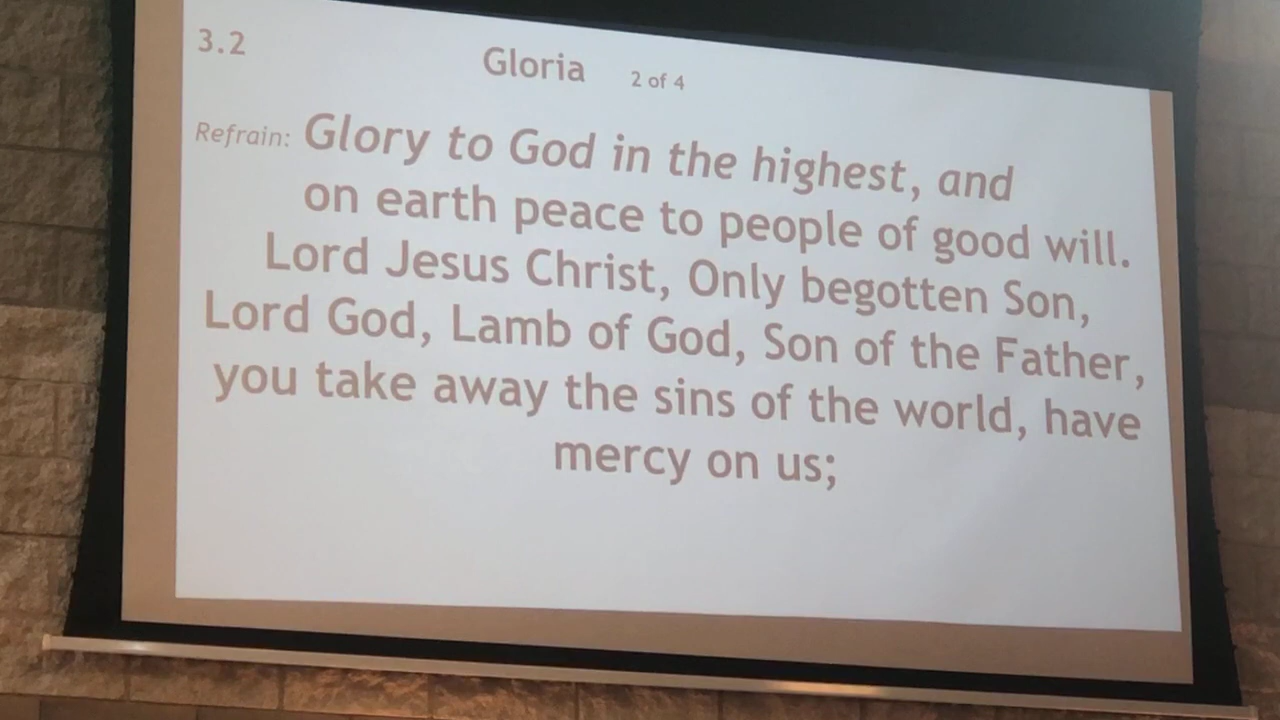 3.2
Gloria 2 of 4
Refrain: Glory to God in the highest, and
on earth peace to people of good will.
Lord Jesus Christ, Only begotten Son,
Lord God, Lamb of God, Son of the Father,
you take away the sins of the world, have
mercy on us;